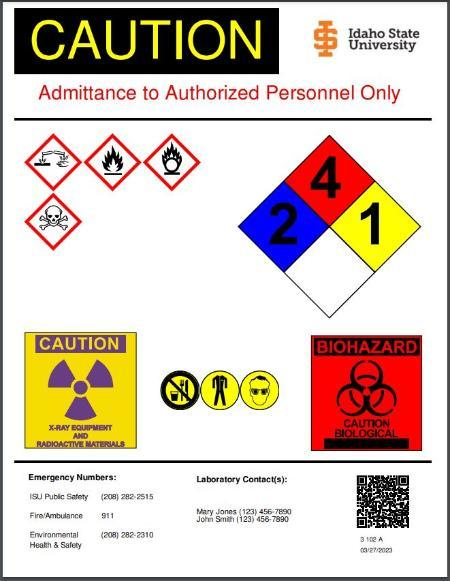 CAUTION
Idaho State
University
Admittance to Authorized Personnel Only
4
2
1
CAUTION
X-RAY EQUIPMENT
AND
RADIOACTIVE MATERIALS
BIOHAZARD
CAUTION
BIOLOGICAL
Emergency Numbers:
ISU Public Safety (208) 282-2515
Fire/Ambulance 911
Environmental (208) 282-2310
Health & Safety
Laboratory Contact(s):
Mary Jones (123) 456-7890
John Smith (123) 456-7890
3 102 A
03/27/2023